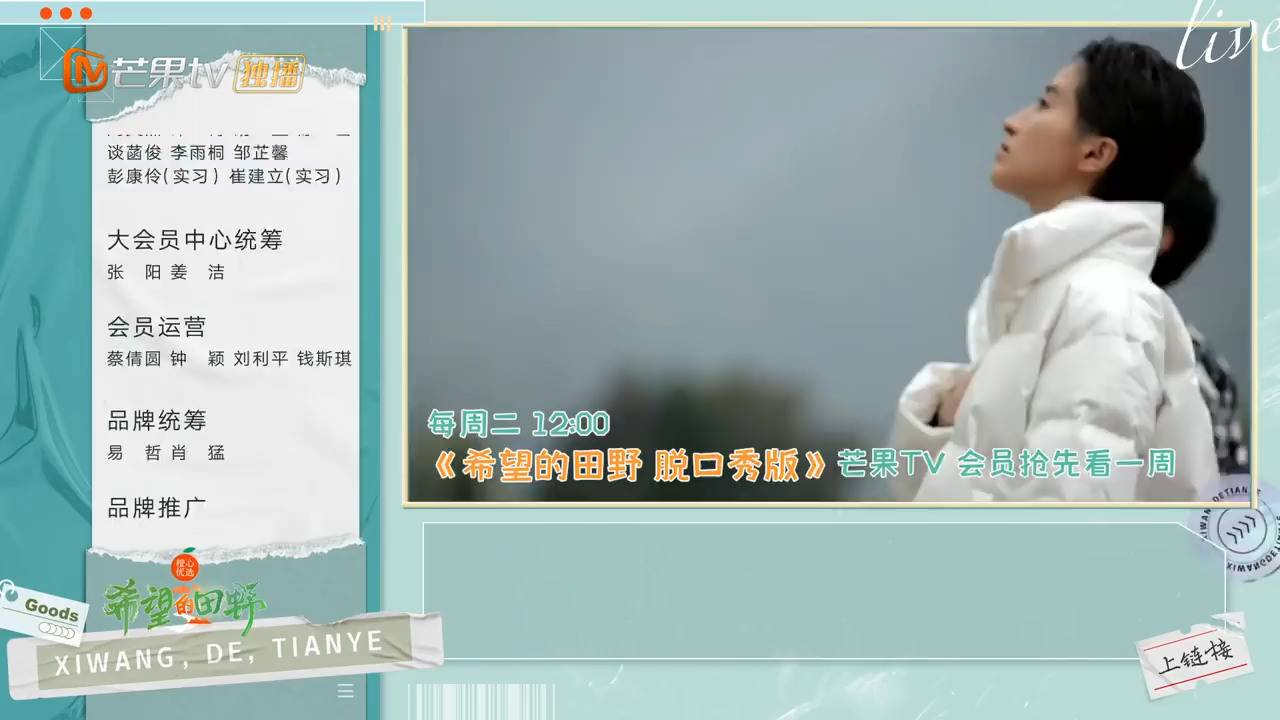 芒果tv 独播
live
谈菡俊 李雨桐 邹芷馨
彭康伶(实习) 崔建立(实习)
大会员中心统筹
张 阳 姜 洁
会员运营
蔡倩圆 钟 颖 刘利平 钱斯琪
品牌统筹
易 哲 肖 猛
品牌推广
每周二 12:00
《希望的田野 脱口秀版》芒果TV 会员抢先看一周
橙心
优选
希望的田野
Goods
XIWANG, DE, TIANYE
上链接